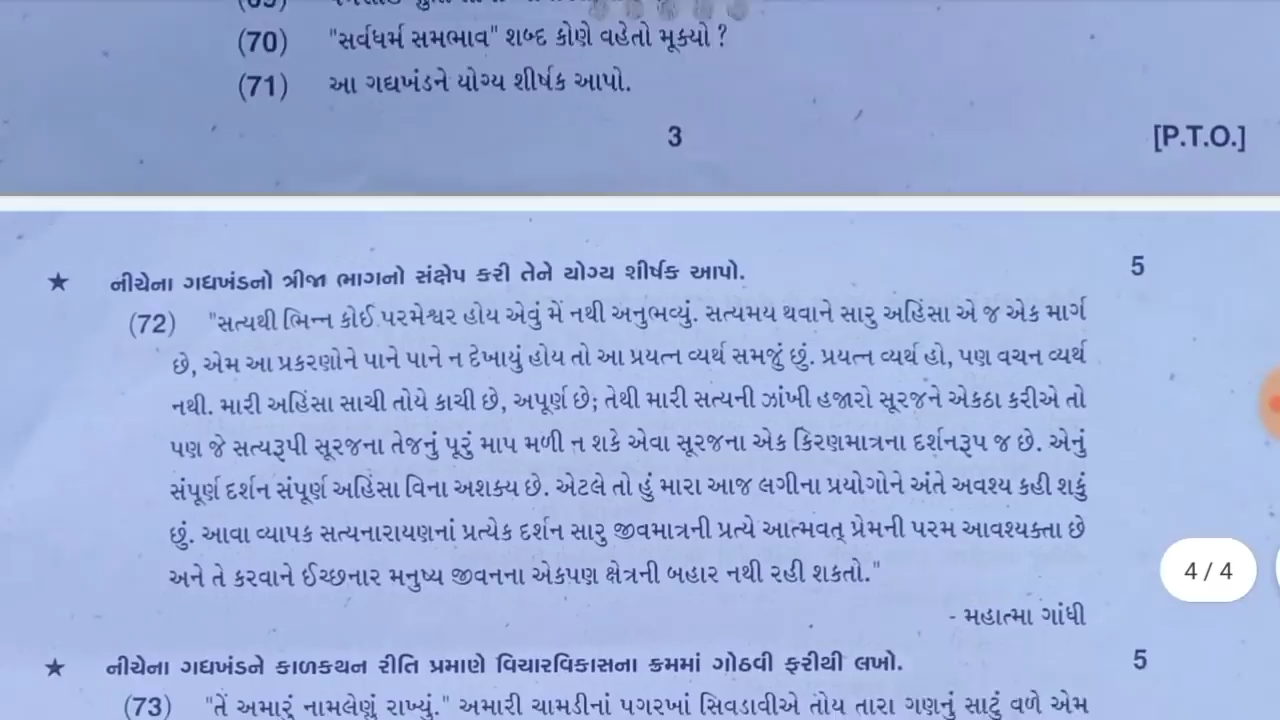 (70) "સર્વધર્મ સમભાવ" શબ્દ કોણે વહેતો મૂક્યો ?
(71) આ ગદ્યખંડને યોગ્ય શીર્ષક આપો.
3
[P.T.O.]
★ નીચેના ગદ્યખંડનો ત્રીજા ભાગનો સંક્ષેપ કરી તેને યોગ્ય શીર્ષક આપો. 5
(72) "સત્યથી ભિન્ન કોઈ પરમેશ્વર હોય એવું મેં નથી અનુભવ્યું. સત્યમય થવાને સારુ અહિંસા એ જ એક માર્ગ
છે, એમ આ પ્રકરણોને પાને પાને ન દેખાયું હોય તો આ પ્રયત્ન વ્યર્થ સમજું છું. પ્રયત્ન વ્યર્થ હો, પણ વચન વ્યર્થ
નથી. મારી અહિંસા સાચી તોયે કાચી છે, અપૂર્ણ છે; તેથી મારી સત્યની ઝાંખી હજારો સૂરજને એકઠા કરીએ તો
પણ જે સત્યરૂપી સૂરજના તેજનું પૂરું માપ મળી ન શકે એવા સૂરજના એક કિરણમાત્રના દર્શનરૂપ જ છે. એનું
સંપૂર્ણ દર્શન સંપૂર્ણ અહિંસા વિના અશક્ય છે. એટલે તો હું મારા આજ લગીના પ્રયોગોને અંતે અવશ્ય કહી શકું
છું. આવા વ્યાપક સત્યનારાયણનાં પ્રત્યેક દર્શન સારુ જીવમાત્રની પ્રત્યે આત્મવત્ પ્રેમની પરમ આવશ્યક્તા છે
અને તે કરવાને ઈચ્છનાર મનુષ્ય જીવનના એકપણ ક્ષેત્રની બહાર નથી રહી શકતો."
4 / 4
- મહાત્મા ગાંધી
★ નીચેના ગદ્યખંડને કાળકથન રીતિ પ્રમાણે વિચારવિકાસના ક્રમમાં ગોઠવી ફરીથી લખો. 5
(73) "તેં અમારું નામલેણું રાખ્યું." અમારી ચામડીનાં પગરખાં સિવડાવીએ તોય તારા ગણનું સાટું વળે એમ